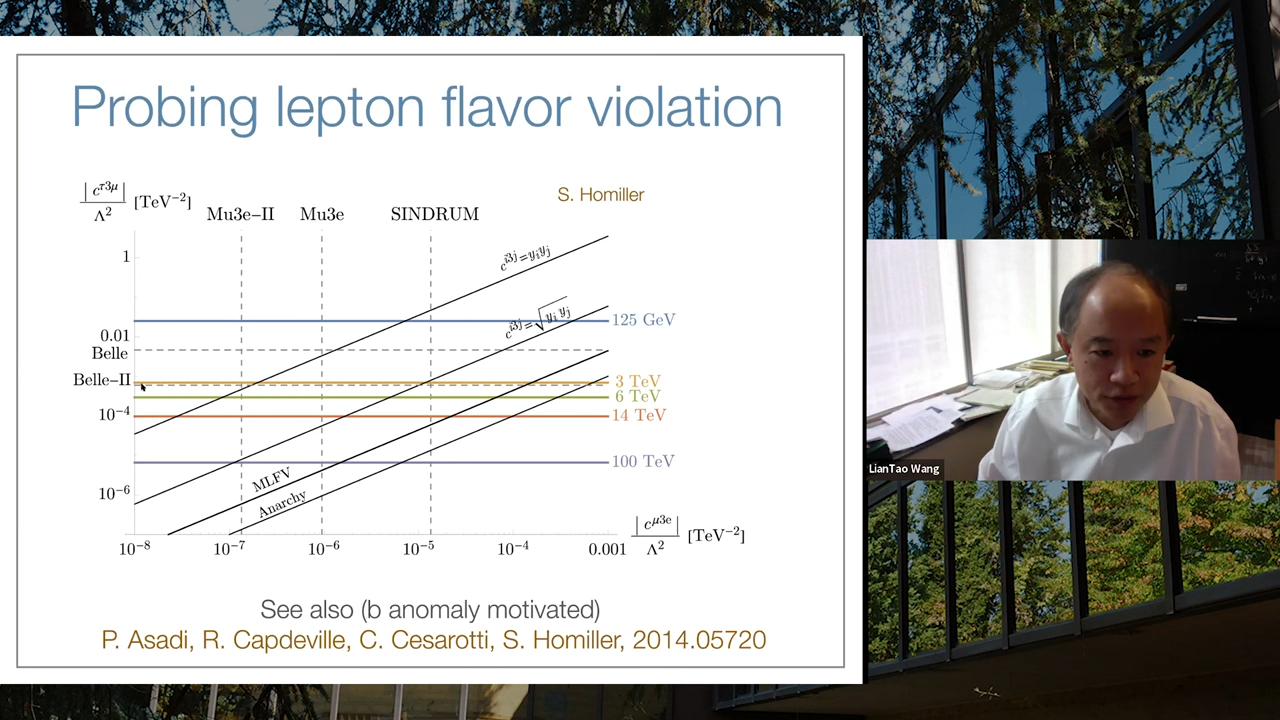 Probing lepton flavor violation
S. Homiller
|c^{τ3μ}|/Λ² [TeV⁻²]
Mu3e–II Mu3e SINDRUM
1
0.01
Belle
Belle–II
10⁻⁴
10⁻⁶
c^{i3j}=y_i y_j
c^{i3j}=√(y_i y_j)
125 GeV
3 TeV
6 TeV
14 TeV
100 TeV
MLFV
Anarchy
10⁻⁸ 10⁻⁷ 10⁻⁶ 10⁻⁵ 10⁻⁴ 0.001
|c^{μ3e}|/Λ² [TeV⁻²]
See also (b anomaly motivated)
P. Asadi, R. Capdeville, C. Cesarotti, S. Homiller, 2014.05720
LianTao Wang